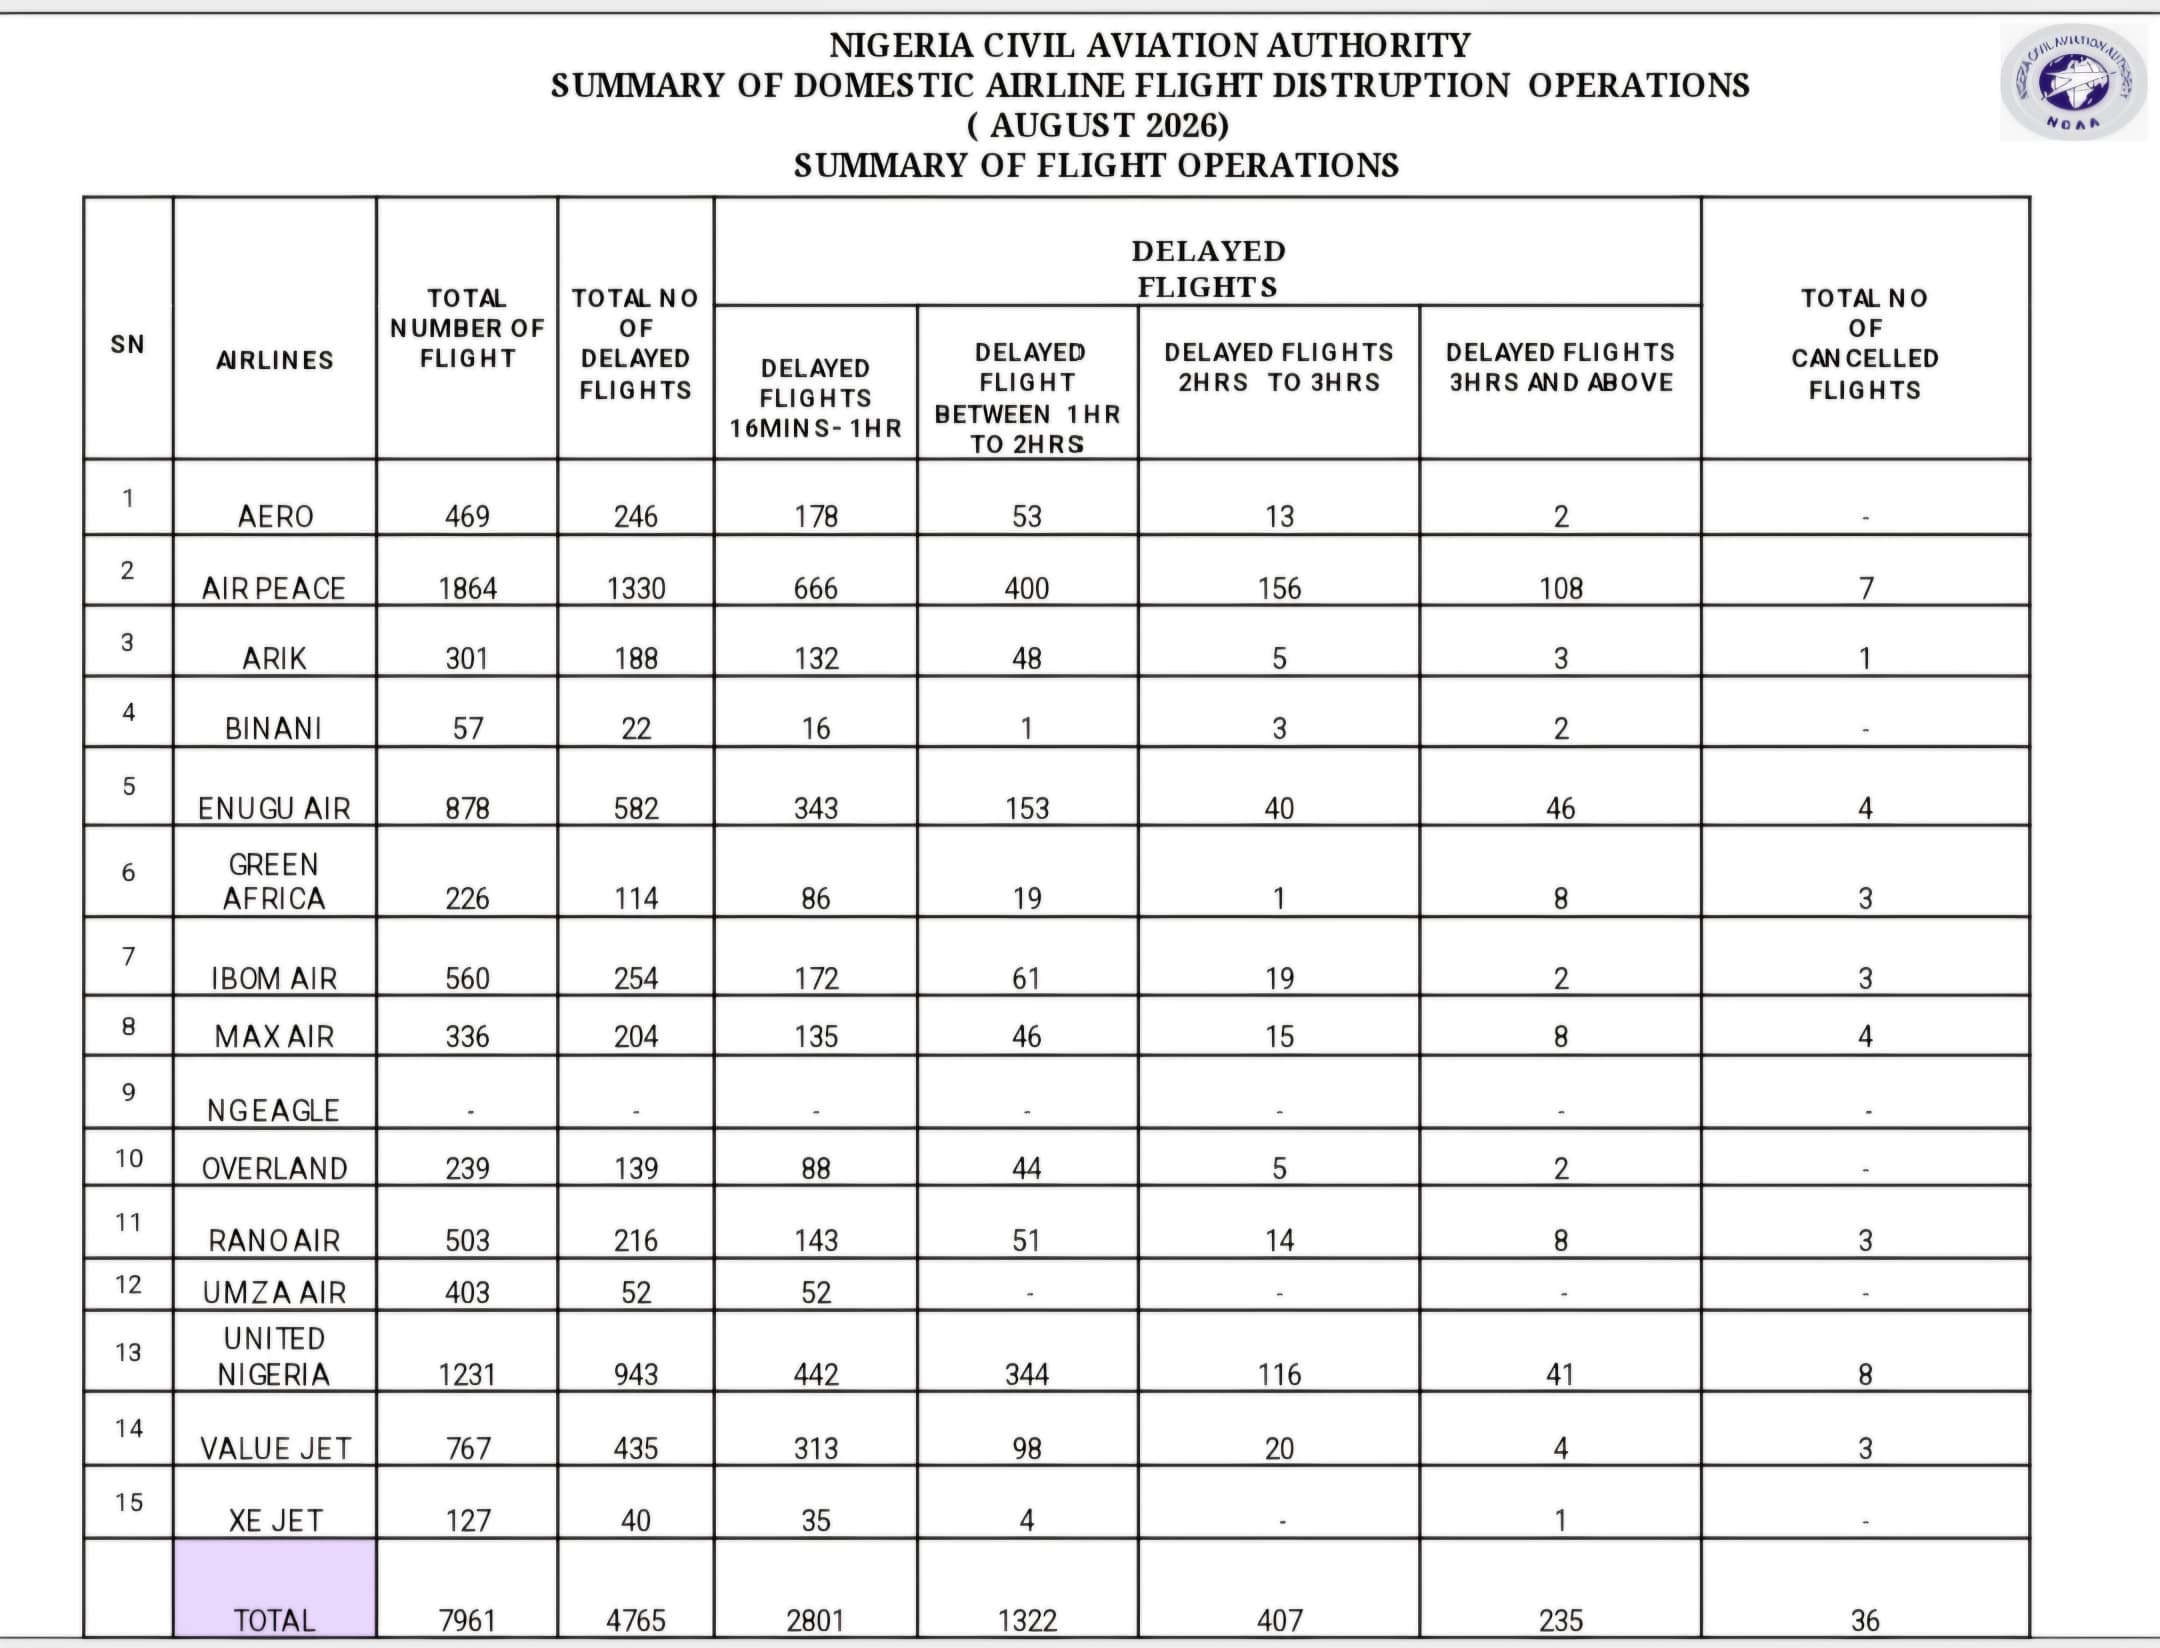 NIGERIA CIVIL AVIATION AUTHORITY
SUMMARY OF DOMESTIC AIRLINE FLIGHT DISTRUPTION OPERATIONS
( AUGUST 2026)
SUMMARY OF FLIGHT OPERATIONS
NCAA
SN
AIRLINES
TOTAL
NUMBER OF
FLIGHT
TOTAL NO
OF
DELAYED
FLIGHTS
DELAYED
FLIGHTS
DELAYED
FLIGHTS
16MINS- 1HR
DELAYED
FLIGHT
BETWEEN 1HR
TO 2HRS
DELAYED FLIGHTS
2HRS TO 3HRS
DELAYED FLIGHTS
3HRS AND ABOVE
TOTAL NO
OF
CANCELLED
FLIGHTS
1 AERO 469 246 178 53 13 2 -
2 AIR PEACE 1864 1330 666 400 156 108 7
3 ARIK 301 188 132 48 5 3 1
4 BINANI 57 22 16 1 3 2 -
5 ENUGU AIR 878 582 343 153 40 46 4
6 GREEN
AFRICA 226 114 86 19 1 8 3
7 IBOM AIR 560 254 172 61 19 2 3
8 MAX AIR 336 204 135 46 15 8 4
9 NG EAGLE - - - - - - -
10 OVERLAND 239 139 88 44 5 2 -
11 RANO AIR 503 216 143 51 14 8 3
12 UMZA AIR 403 52 52 - - - -
13 UNITED
NIGERIA 1231 943 442 344 116 41 8
14 VALUE JET 767 435 313 98 20 4 3
15 XE JET 127 40 35 4 - 1 -
TOTAL 7961 4765 2801 1322 407 235 36